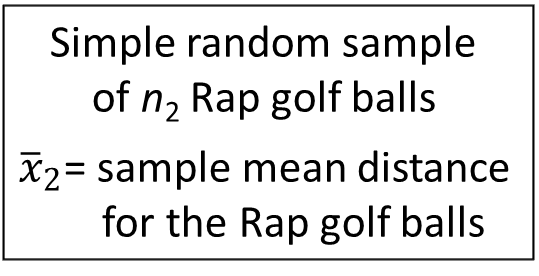 Simple random sample
of n₂ Rap golf balls
x̅₂= sample mean distance
for the Rap golf balls